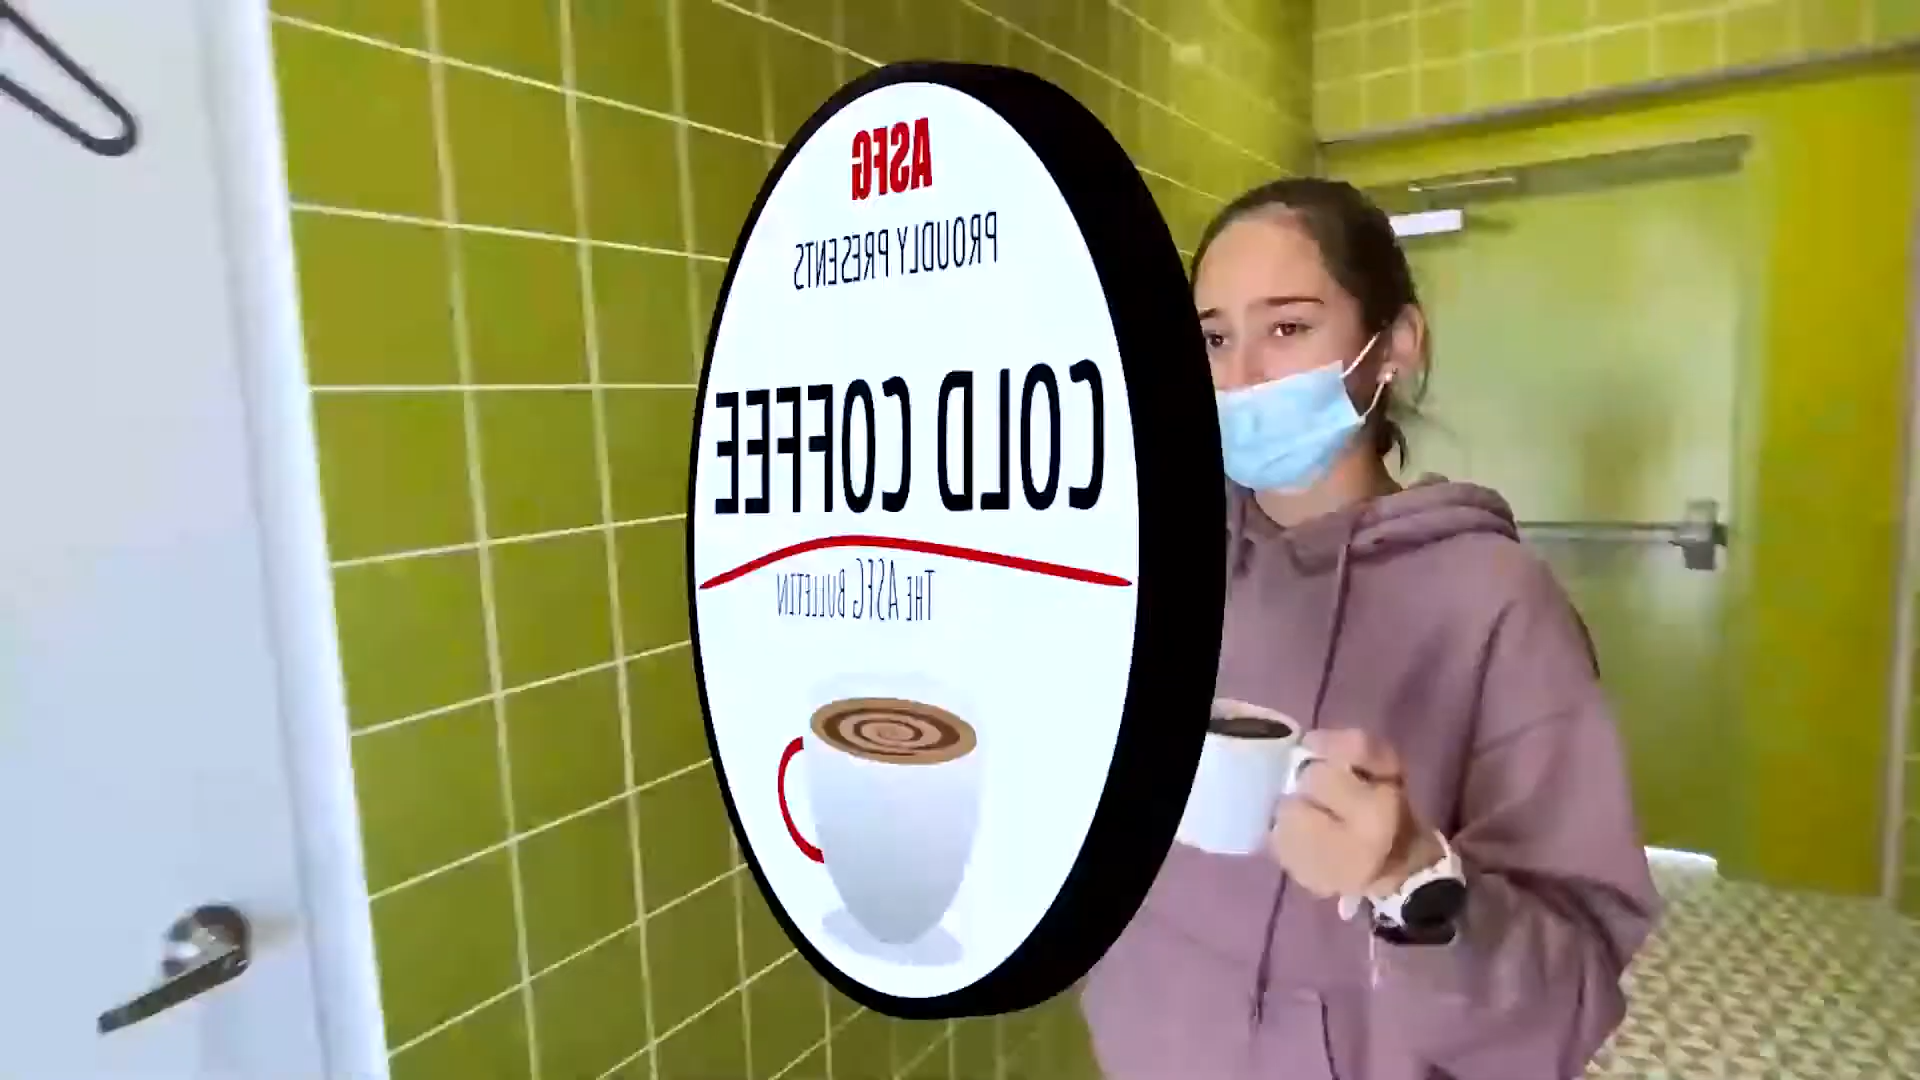 ASFG
PROUDLY PRESENTS
COLD COFFEE
THE ASFG BULLETIN